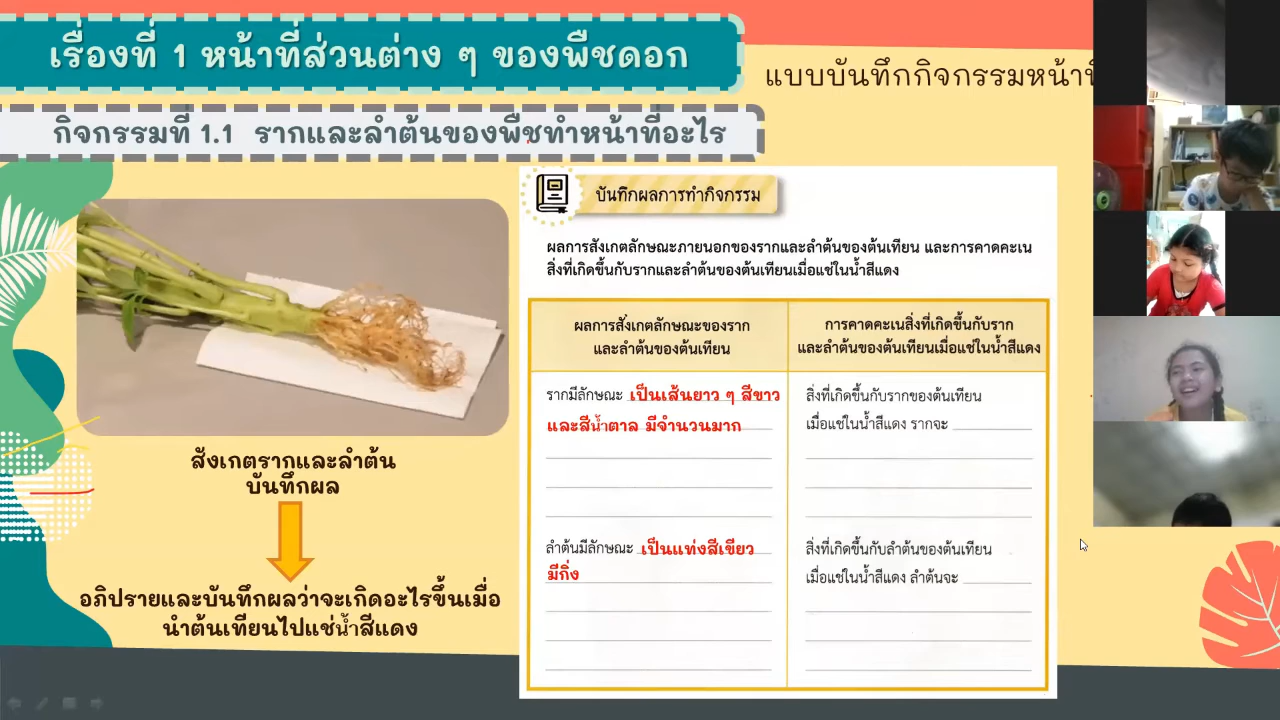 เรื่องที่ 1 หน้าที่ส่วนต่าง ๆ ของพืชดอก
แบบบันทึกกิจกรรมหน้าที่
กิจกรรมที่ 1.1 รากและลำต้นของพืชทำหน้าที่อะไร
สังเกตรากและลำต้น
บันทึกผล
อภิปรายและบันทึกผลว่าจะเกิดอะไรขึ้นเมื่อ
นำต้นเทียนไปแช่น้ำสีแดง
บันทึกผลการทำกิจกรรม
ผลการสังเกตลักษณะภายนอกของรากและลำต้นของต้นเทียน และการคาดคะเน
สิ่งที่เกิดขึ้นกับรากและลำต้นของต้นเทียนเมื่อแช่ในน้ำสีแดง
ผลการสังเกตลักษณะของราก
และลำต้นของต้นเทียน
การคาดคะเนสิ่งที่เกิดขึ้นกับราก
และลำต้นของต้นเทียนเมื่อแช่ในน้ำสีแดง
รากมีลักษณะ เป็นเส้นยาว ๆ สีขาว
และสีน้ำตาล มีจำนวนมาก
สิ่งที่เกิดขึ้นกับรากของต้นเทียน
เมื่อแช่ในน้ำสีแดง รากจะ
ลำต้นมีลักษณะ เป็นแท่งสีเขียว
มีกิ่ง
สิ่งที่เกิดขึ้นกับลำต้นของต้นเทียน
เมื่อแช่ในน้ำสีแดง ลำต้นจะ